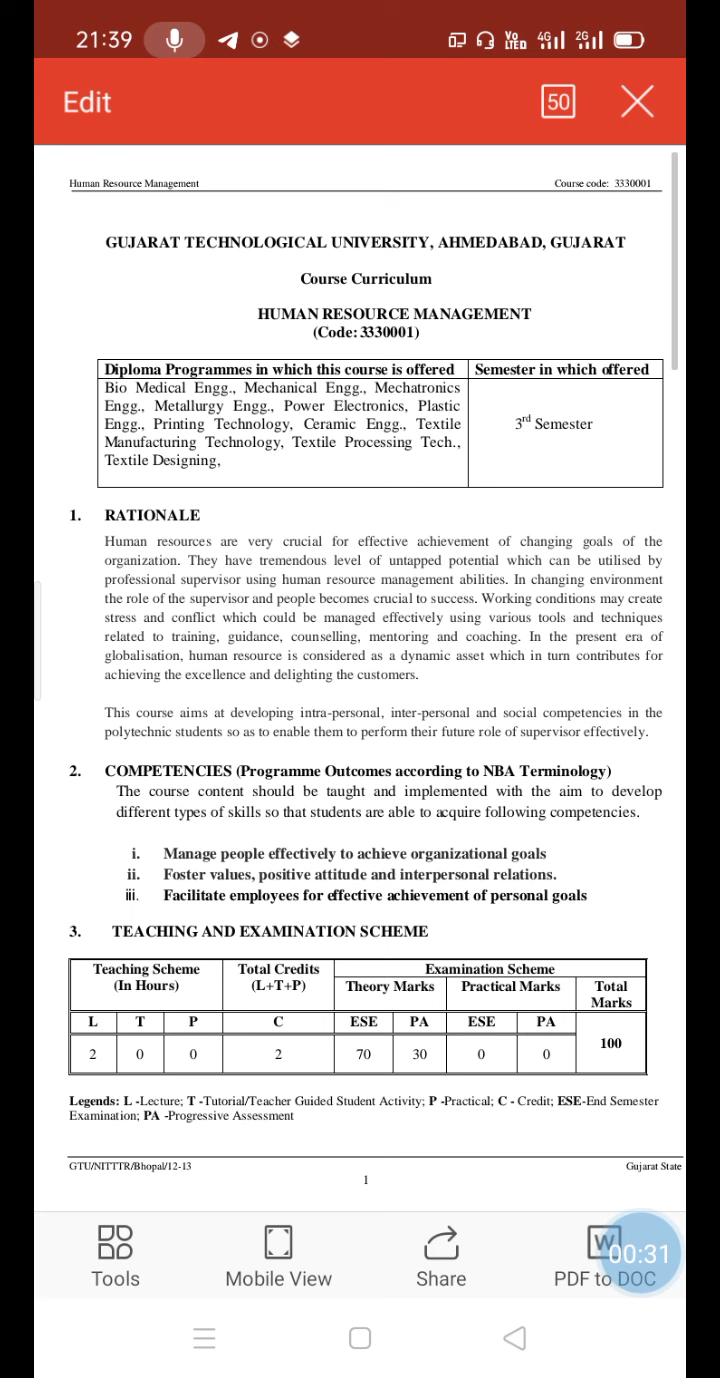 21:39
Vo LTED 4G 2G
Edit
50
Human Resource Management Course code: 3330001
GUJARAT TECHNOLOGICAL UNIVERSITY, AHMEDABAD, GUJARAT
Course Curriculum
HUMAN RESOURCE MANAGEMENT
(Code: 3330001)
Diploma Programmes in which this course is offered Semester in which offered
Bio Medical Engg., Mechanical Engg., Mechatronics
Engg., Metallurgy Engg., Power Electronics, Plastic
Engg., Printing Technology, Ceramic Engg., Textile
Manufacturing Technology, Textile Processing Tech.,
Textile Designing,
3rd Semester
1. RATIONALE
Human resources are very crucial for effective achievement of changing goals of the
organization. They have tremendous level of untapped potential which can be utilised by
professional supervisor using human resource management abilities. In changing environment
the role of the supervisor and people becomes crucial to success. Working conditions may create
stress and conflict which could be managed effectively using various tools and techniques
related to training, guidance, counselling, mentoring and coaching. In the present era of
globalisation, human resource is considered as a dynamic asset which in turn contributes for
achieving the excellence and delighting the customers.
This course aims at developing intra-personal, inter-personal and social competencies in the
polytechnic students so as to enable them to perform their future role of supervisor effectively.
2. COMPETENCIES (Programme Outcomes according to NBA Terminology)
The course content should be taught and implemented with the aim to develop
different types of skills so that students are able to acquire following competencies.
i. Manage people effectively to achieve organizational goals
ii. Foster values, positive attitude and interpersonal relations.
iii. Facilitate employees for effective achievement of personal goals
3. TEACHING AND EXAMINATION SCHEME
Teaching Scheme Total Credits Examination Scheme
(In Hours) (L+T+P) Theory Marks Practical Marks Total
Marks
L T P C ESE PA ESE PA
100
2 0 0 2 70 30 0 0
Legends: L -Lecture; T -Tutorial/Teacher Guided Student Activity; P -Practical; C - Credit; ESE-End Semester
Examination; PA -Progressive Assessment
GTU/NITTTR/Bhopal/12-13 Gujarat State
1
W
00:31
Tools Mobile View Share PDF to DOC